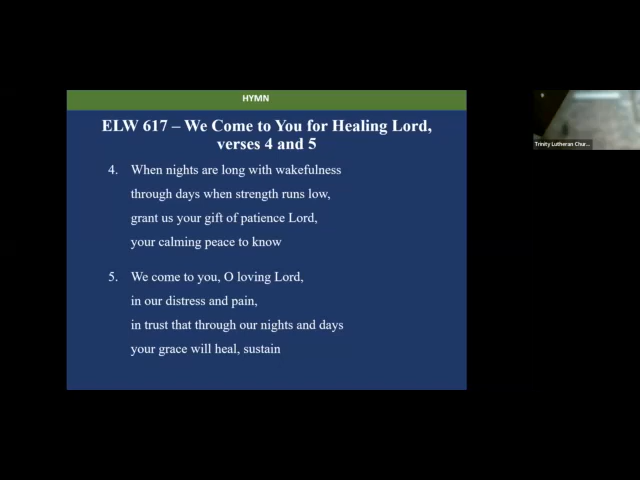 HYMN
ELW 617 – We Come to You for Healing Lord,
verses 4 and 5
4. When nights are long with wakefulness
through days when strength runs low,
grant us your gift of patience Lord,
your calming peace to know
5. We come to you, O loving Lord,
in our distress and pain,
in trust that through our nights and days
your grace will heal, sustain
Trinity Lutheran Chur...